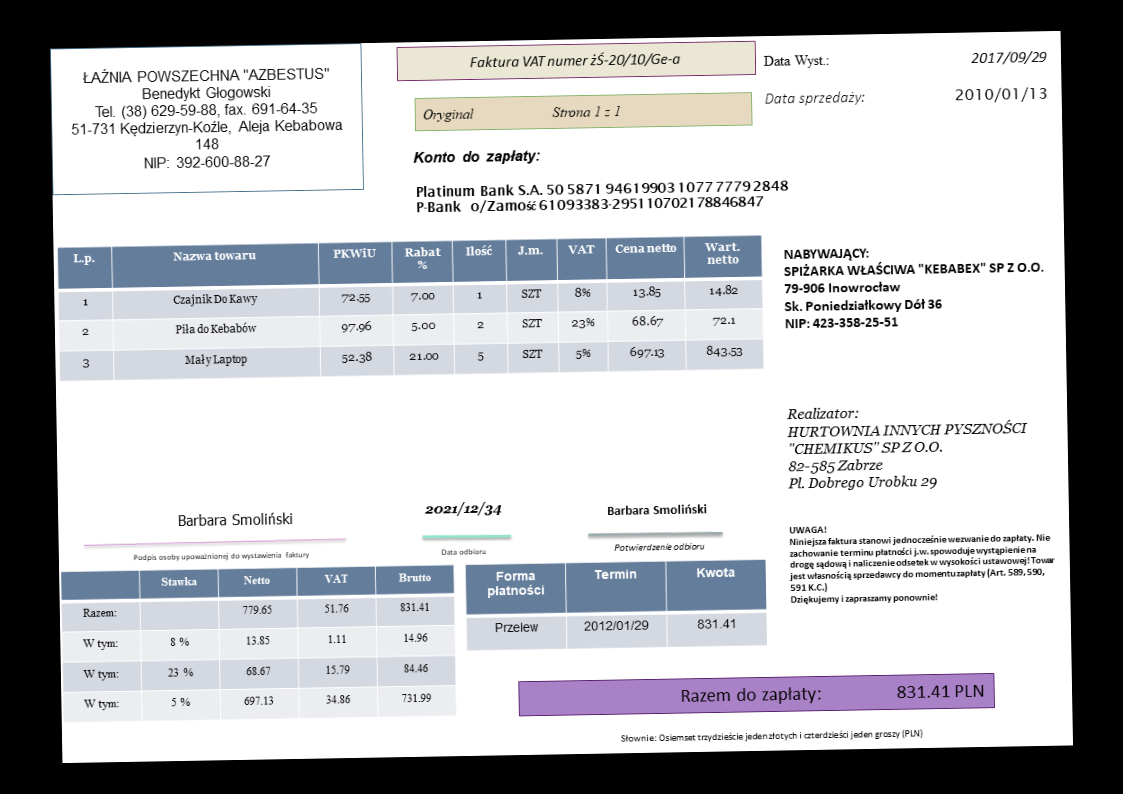 ŁAŹNIA POWSZECHNA "AZBESTUS"
Benedykt Głogowski
Tel. (38) 629-59-88, fax. 691-64-35
51-731 Kędzierzyn-Koźle, Aleja Kebabowa
148
NIP: 392-600-88-27
Faktura VAT numer żŚ-20/10/Ge-a
Oryginal Strona 1 z 1
Data Wyst.: 2017/09/29
Data sprzedaży: 2010/01/13
Konto do zapłaty:
Platinum Bank S.A. 50 5871 94619903 1077 7779 2848
P-Bank o/Zamość 61093383-295110702178846847
L.p. Nazwa towaru PKWiU Rabat % Ilość J.m. VAT Cena netto Wart. netto
1 Czajnik Do Kawy 72.55 7.00 1 SZT 8% 13.85 14.82
2 Piła do Kebabów 97.96 5.00 2 SZT 23% 68.67 72.1
3 Mały Laptop 52.38 21.00 5 SZT 5% 697.13 843.53
NABYWAJĄCY:
SPIŻARKA WŁAŚCIWA "KEBABEX" SP Z O.O.
79-906 Inowrocław
Sk. Poniedziałkowy Dół 36
NIP: 423-358-25-51
Realizator:
HURTOWNIA INNYCH PYSZNOŚCI
"CHEMIKUS" SP Z O.O.
82-585 Zabrze
Pl. Dobrego Urobku 29
Barbara Smoliński
Podpis osoby upoważnionej do wystawienia faktury
2021/12/34
Data odbioru
Barbara Smoliński
Potwierdzenie odbioru
UWAGA!
Niniejsza faktura stanowi jednocześnie wezwanie do zapłaty. Nie
zachowanie terminu płatności j.w. spowoduje wystąpienie na
drogę sądową i naliczenie odsetek w wysokości ustawowej! Towar
jest własnością sprzedawcy do momentu zapłaty (Art. 589, 590,
591 K.C.)
Dziękujemy i zapraszamy ponownie!
Stawka Netto VAT Brutto
Razem: 779.65 51.76 831.41
W tym: 8 % 13.85 1.11 14.96
W tym: 23 % 68.67 15.79 84.46
W tym: 5 % 697.13 34.86 731.99
Forma płatności Termin Kwota
Przelew 2012/01/29 831.41
Razem do zapłaty: 831.41 PLN
Słownie: Osiemset trzydzieście jeden złotych i czterdzieści jeden groszy (PLN)